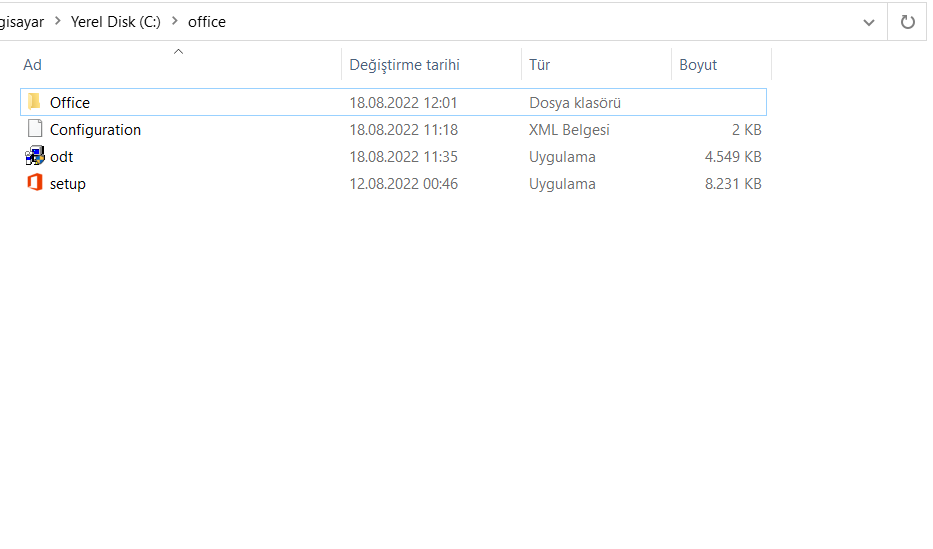 gisayar > Yerel Disk (C:) > office
Ad Değiştirme tarihi Tür Boyut
Office 18.08.2022 12:01 Dosya klasörü
Configuration 18.08.2022 11:18 XML Belgesi 2 KB
odt 18.08.2022 11:35 Uygulama 4.549 KB
setup 12.08.2022 00:46 Uygulama 8.231 KB